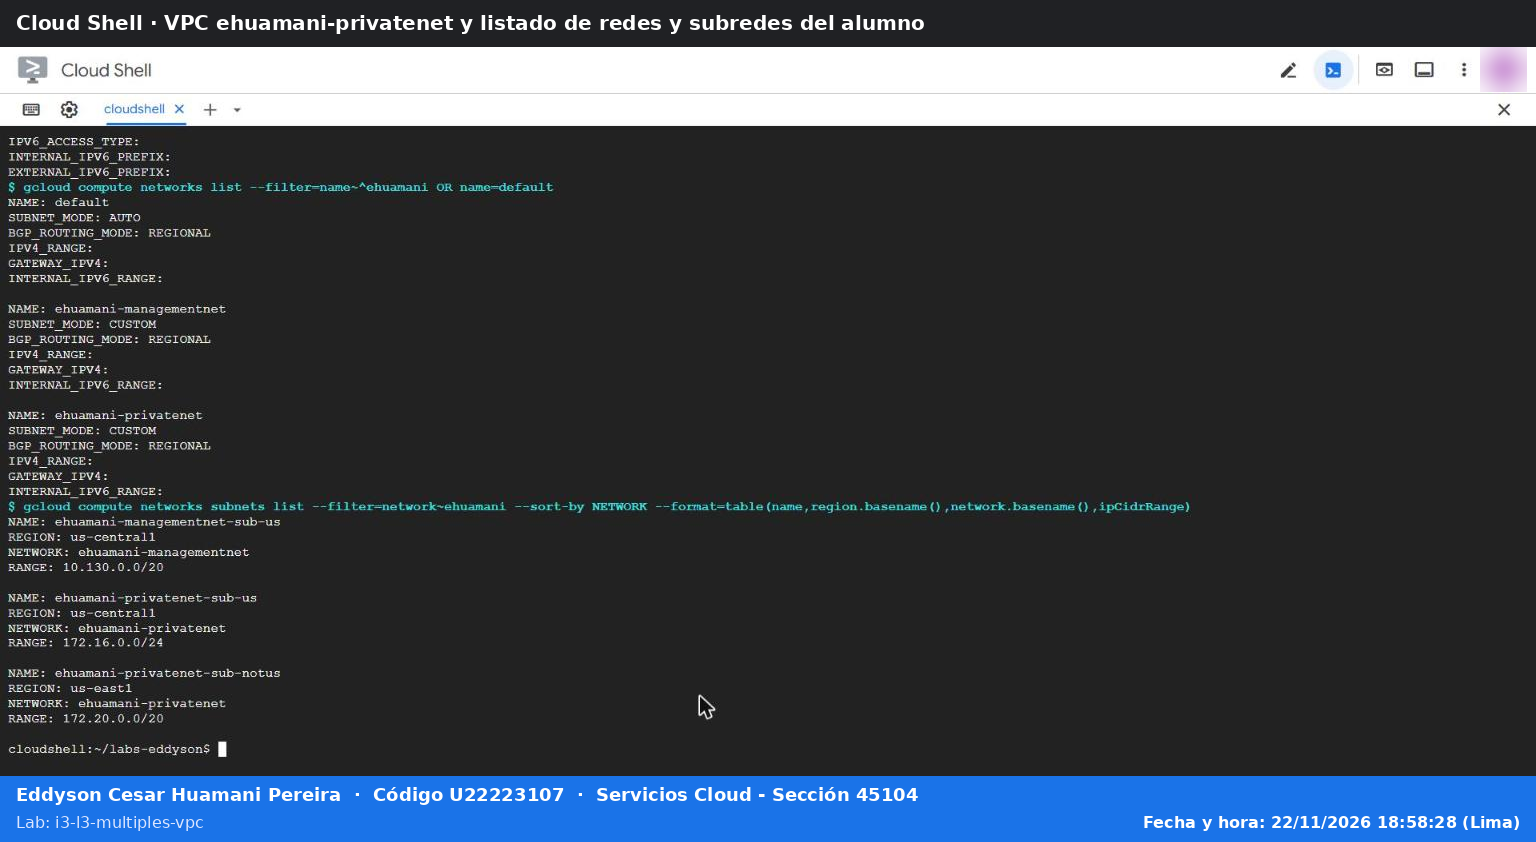 Cloud Shell · VPC ehuamani-privatenet y listado de redes y subredes del alumno
Cloud Shell
cloudshell
IPV6_ACCESS_TYPE:
INTERNAL_IPV6_PREFIX:
EXTERNAL_IPV6_PREFIX:
$ gcloud compute networks list --filter=name~^ehuamani OR name=default
NAME: default
SUBNET_MODE: AUTO
BGP_ROUTING_MODE: REGIONAL
IPV4_RANGE:
GATEWAY_IPV4:
INTERNAL_IPV6_RANGE:
NAME: ehuamani-managementnet
SUBNET_MODE: CUSTOM
BGP_ROUTING_MODE: REGIONAL
IPV4_RANGE:
GATEWAY_IPV4:
INTERNAL_IPV6_RANGE:
NAME: ehuamani-privatenet
SUBNET_MODE: CUSTOM
BGP_ROUTING_MODE: REGIONAL
IPV4_RANGE:
GATEWAY_IPV4:
INTERNAL_IPV6_RANGE:
$ gcloud compute networks subnets list --filter=network~ehuamani --sort-by NETWORK --format=table(name,region.basename(),network.basename(),ipCidrRange)
NAME: ehuamani-managementnet-sub-us
REGION: us-central1
NETWORK: ehuamani-managementnet
RANGE: 10.130.0.0/20
NAME: ehuamani-privatenet-sub-us
REGION: us-central1
NETWORK: ehuamani-privatenet
RANGE: 172.16.0.0/24
NAME: ehuamani-privatenet-sub-notus
REGION: us-east1
NETWORK: ehuamani-privatenet
RANGE: 172.20.0.0/20
cloudshell:~/labs-eddyson$
Eddyson Cesar Huamani Pereira · Código U22223107 · Servicios Cloud - Sección 45104
Lab: i3-l3-multiples-vpc
Fecha y hora: 22/11/2026 18:58:28 (Lima)